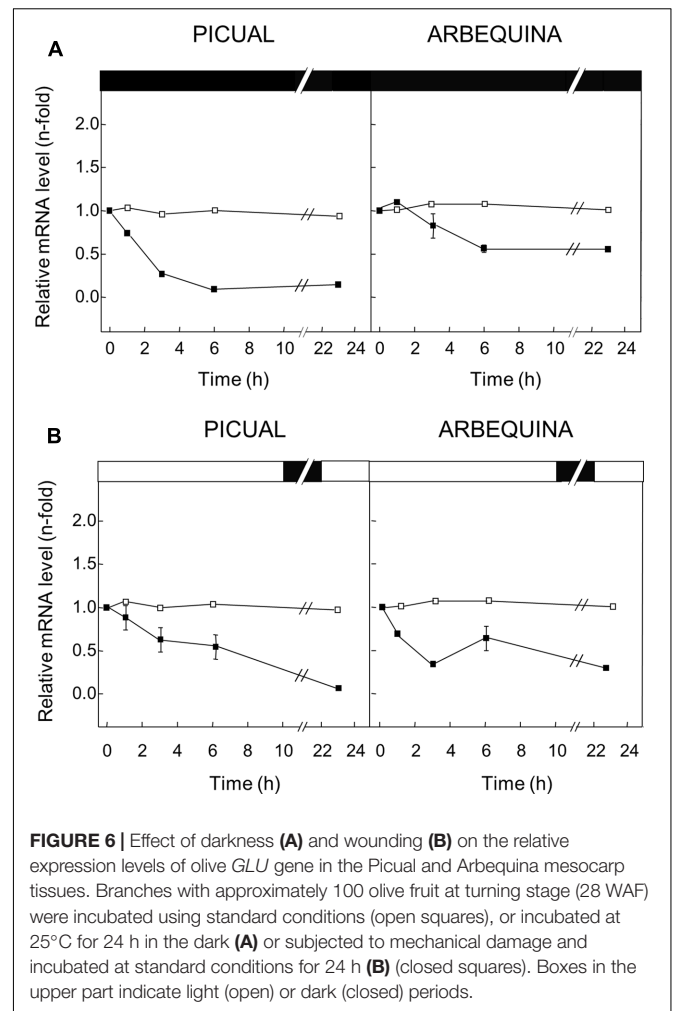 PICUAL ARBEQUINA
A
Relative mRNA level (n-fold)
2.0
1.5
1.0
0.5
0.0
0 2 4 6 8 10 22 24 0 2 4 6 8 10 22 24
Time (h) Time (h)
B
PICUAL ARBEQUINA
Relative mRNA level (n-fold)
2.0
1.5
1.0
0.5
0.0
0 2 4 6 8 10 22 24 0 2 4 6 8 10 22 24
Time (h) Time (h)
FIGURE 6 | Effect of darkness (A) and wounding (B) on the relative
expression levels of olive GLU gene in the Picual and Arbequina mesocarp
tissues. Branches with approximately 100 olive fruit at turning stage (28 WAF)
were incubated using standard conditions (open squares), or incubated at
25°C for 24 h in the dark (A) or subjected to mechanical damage and
incubated at standard conditions for 24 h (B) (closed squares). Boxes in the
upper part indicate light (open) or dark (closed) periods.